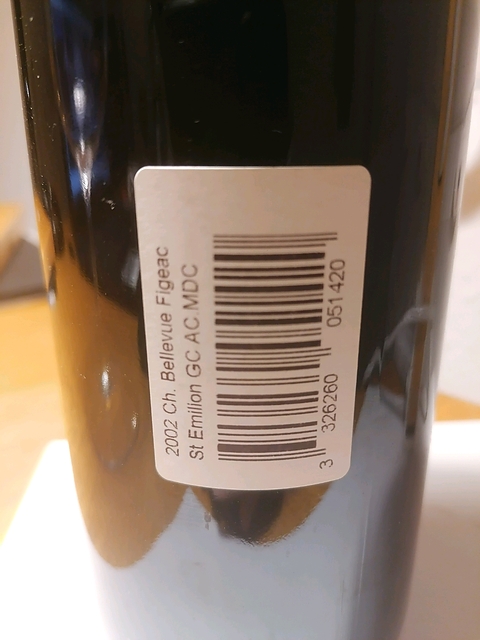 2002 Ch. Bellevue Figeac
St Emilion GC AC.MDC
3 326260 051420